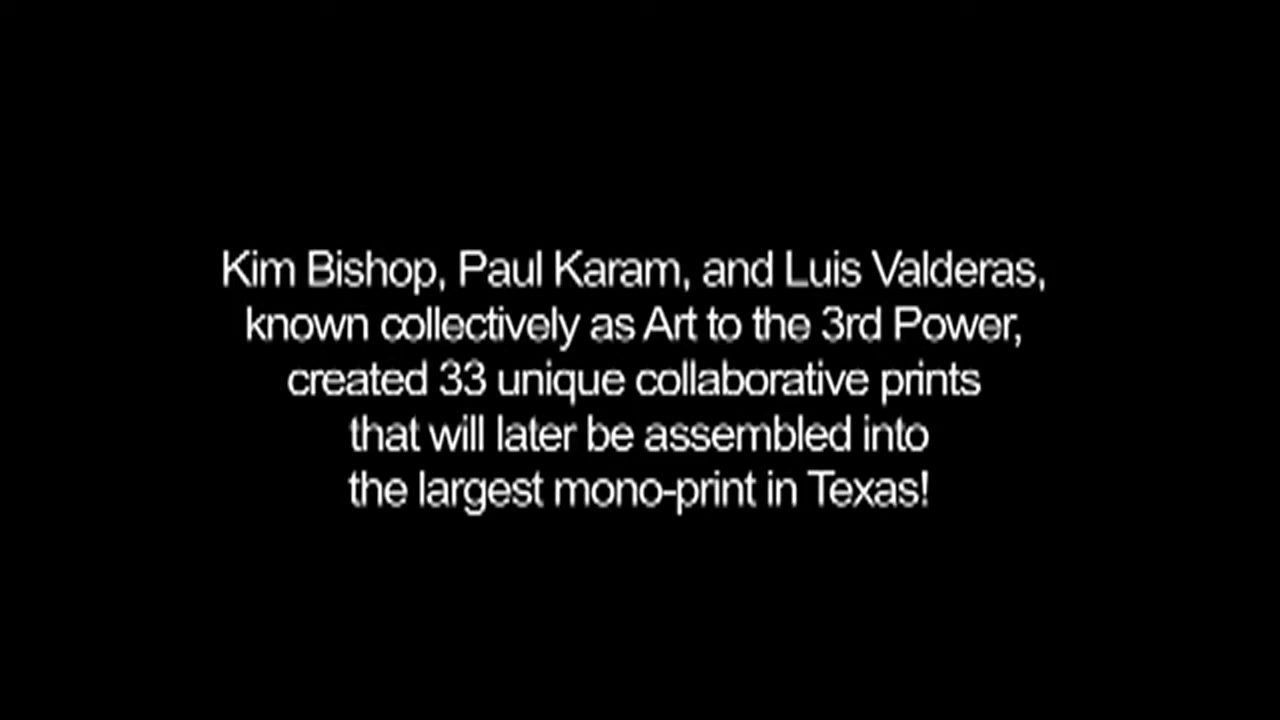 Kim Bishop, Paul Karam, and Luis Valderas,
known collectively as Art to the 3rd Power,
created 33 unique collaborative prints
that will later be assembled into
the largest mono-print in Texas!